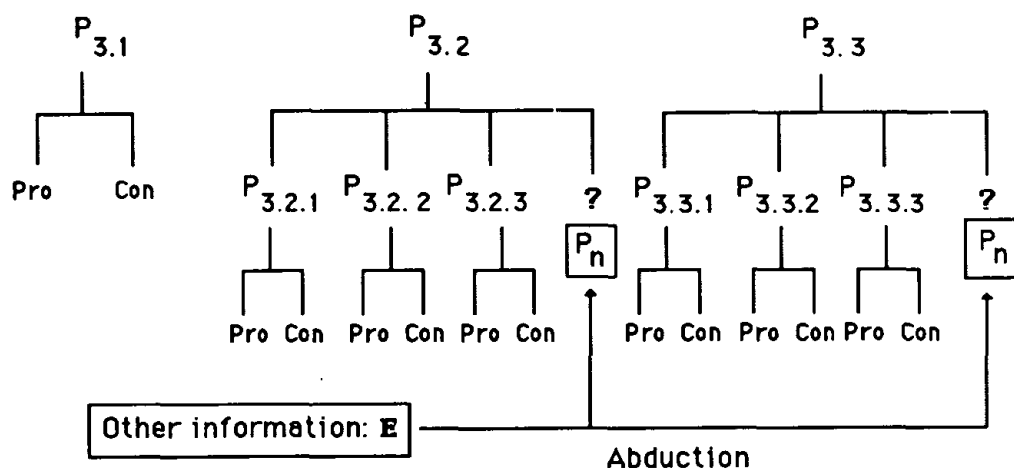 P3.1 P3.2 P3.3
Pro Con P3.2.1 P3.2.2 P3.2.3 ? P3.3.1 P3.3.2 P3.3.3 ?
Pn Pn
Pro Con Pro Con Pro Con Pro Con Pro Con Pro Con
Other information: E
Abduction